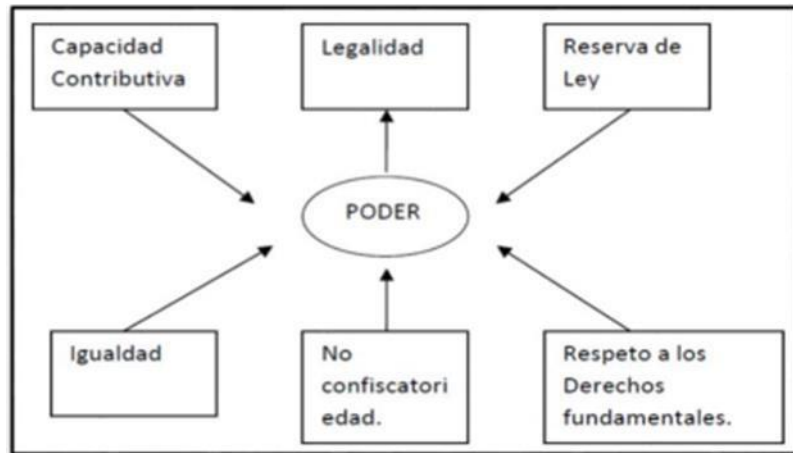 Capacidad
Contributiva
Legalidad
Reserva de
Ley
PODER
Igualdad
No
confiscatori
edad.
Respeto a los
Derechos
fundamentales.